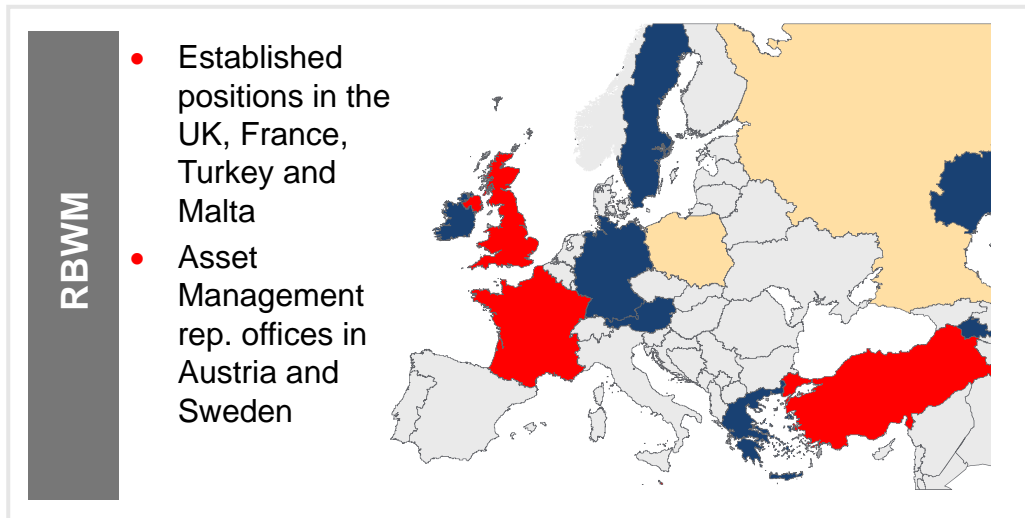 RBWM
• Established
positions in the
UK, France,
Turkey and
Malta
• Asset
Management
rep. offices in
Austria and
Sweden